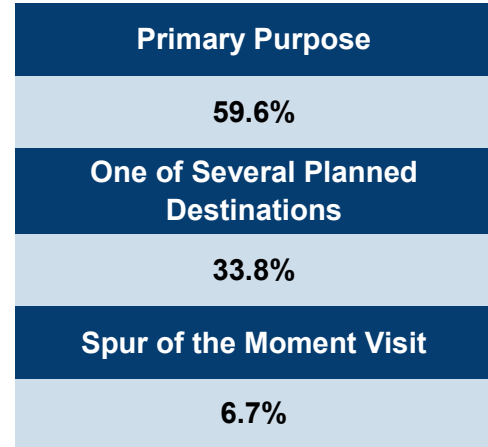 Primary Purpose
59.6%
One of Several Planned
Destinations
33.8%
Spur of the Moment Visit
6.7%